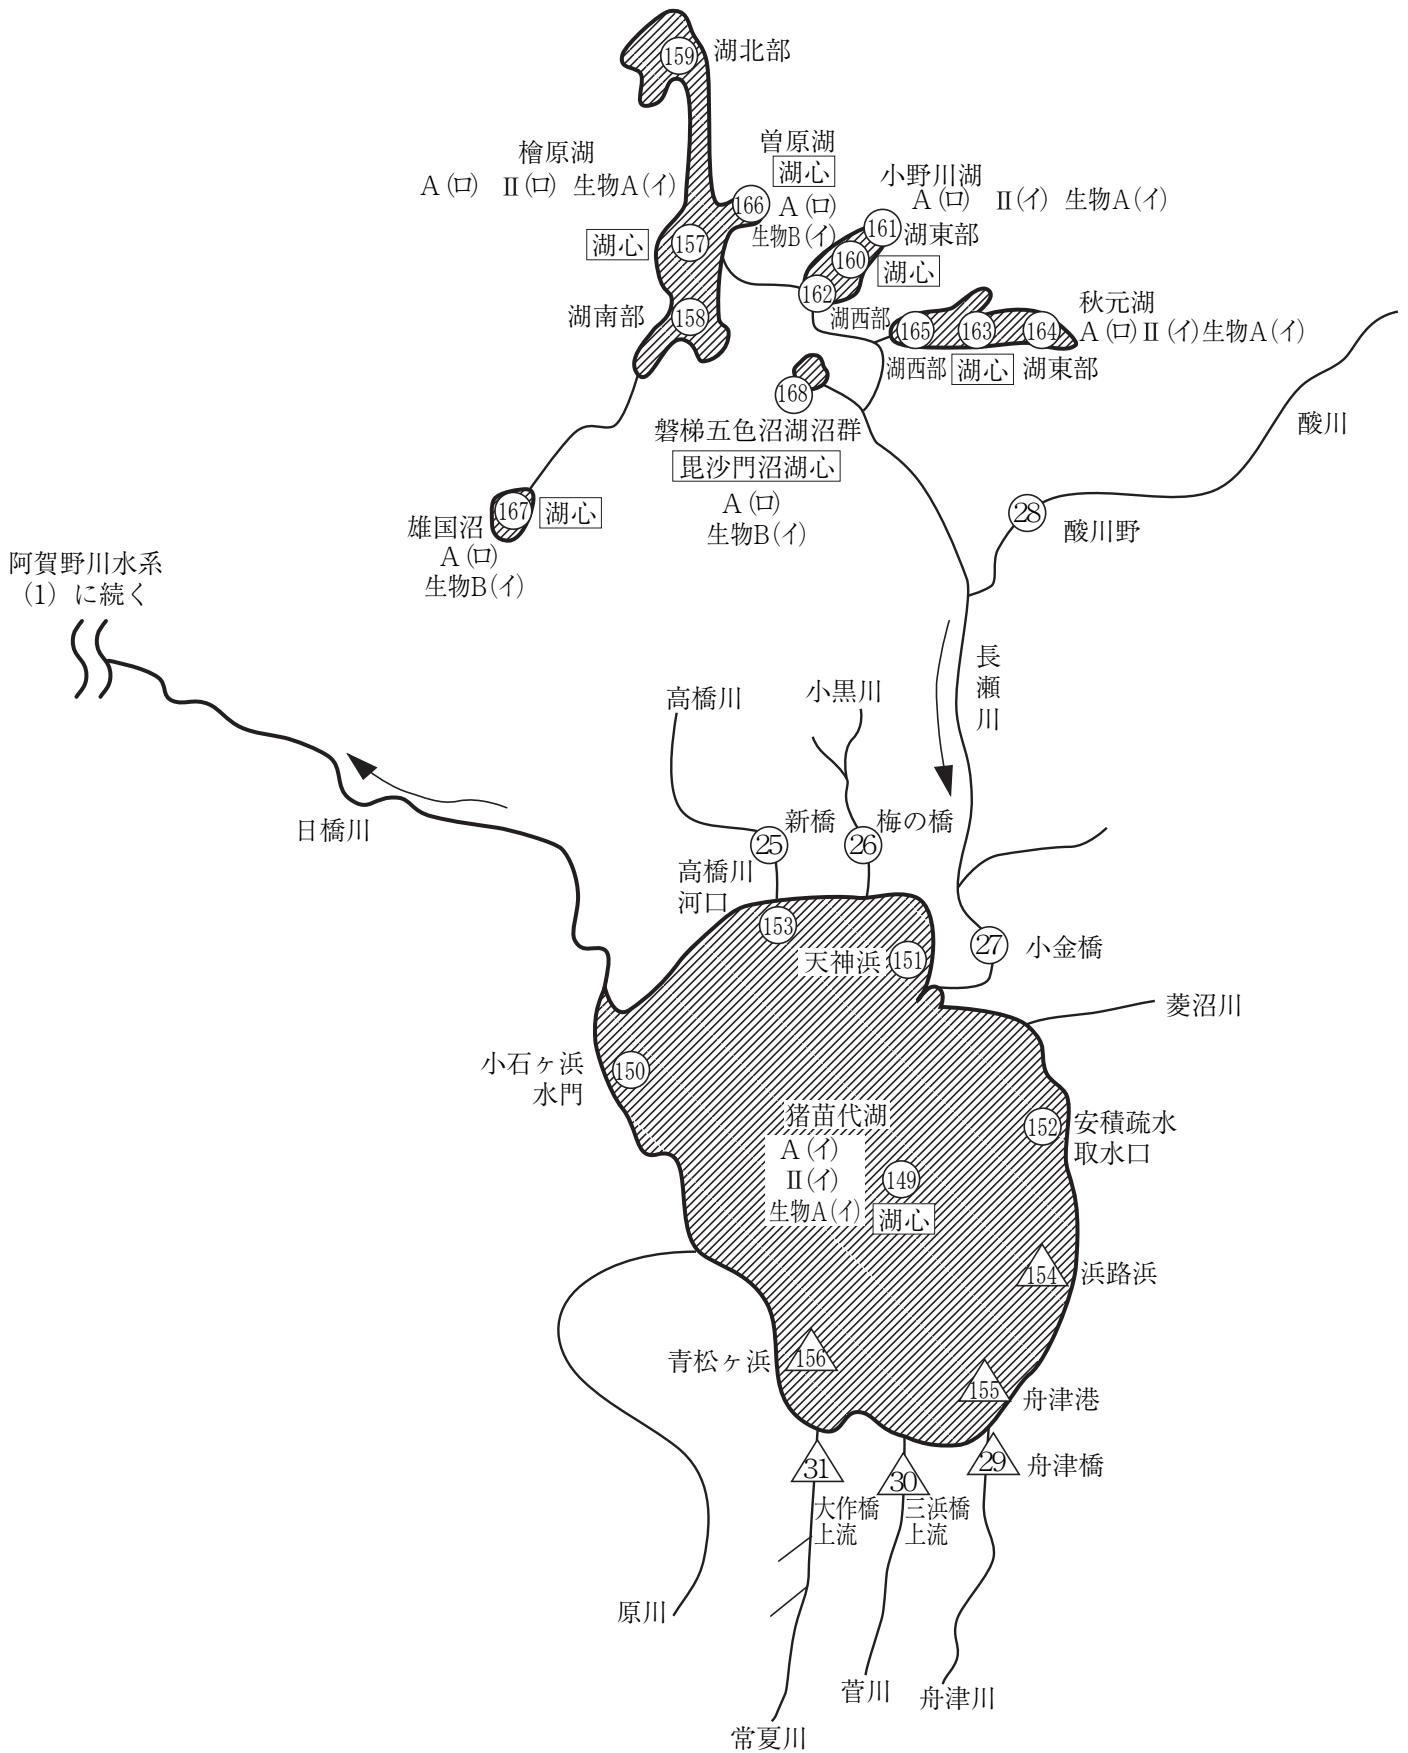 159
湖北部
檜原湖
A(ロ) Ⅱ(ロ) 生物A(イ)
曽原湖
湖心
166
A(ロ)
生物B(イ)
小野川湖
A(ロ) Ⅱ(イ) 生物A(イ)
161
湖東部
160
湖心
162
湖西部
湖心
157
湖南部
158
165
163
164
秋元湖
A(ロ)Ⅱ(イ)生物A(イ)
湖西部
湖心
湖東部
168
磐梯五色沼湖沼群
毘沙門沼湖心
A(ロ)
生物B(イ)
酸川
28
酸川野
167
湖心
雄国沼
A(ロ)
生物B(イ)
阿賀野川水系
(1)に続く
長瀬川
高橋川
小黒川
日橋川
25
新橋
26
梅の橋
高橋川
河口
153
天神浜
151
27
小金橋
菱沼川
小石ヶ浜
水門
150
猪苗代湖
A(イ)
Ⅱ(イ)
生物A(イ)
149
湖心
152
安積疏水
取水口
154
浜路浜
青松ヶ浜
156
155
舟津港
31
30
29
舟津橋
大作橋
上流
三浜橋
上流
原川
菅川
舟津川
常夏川